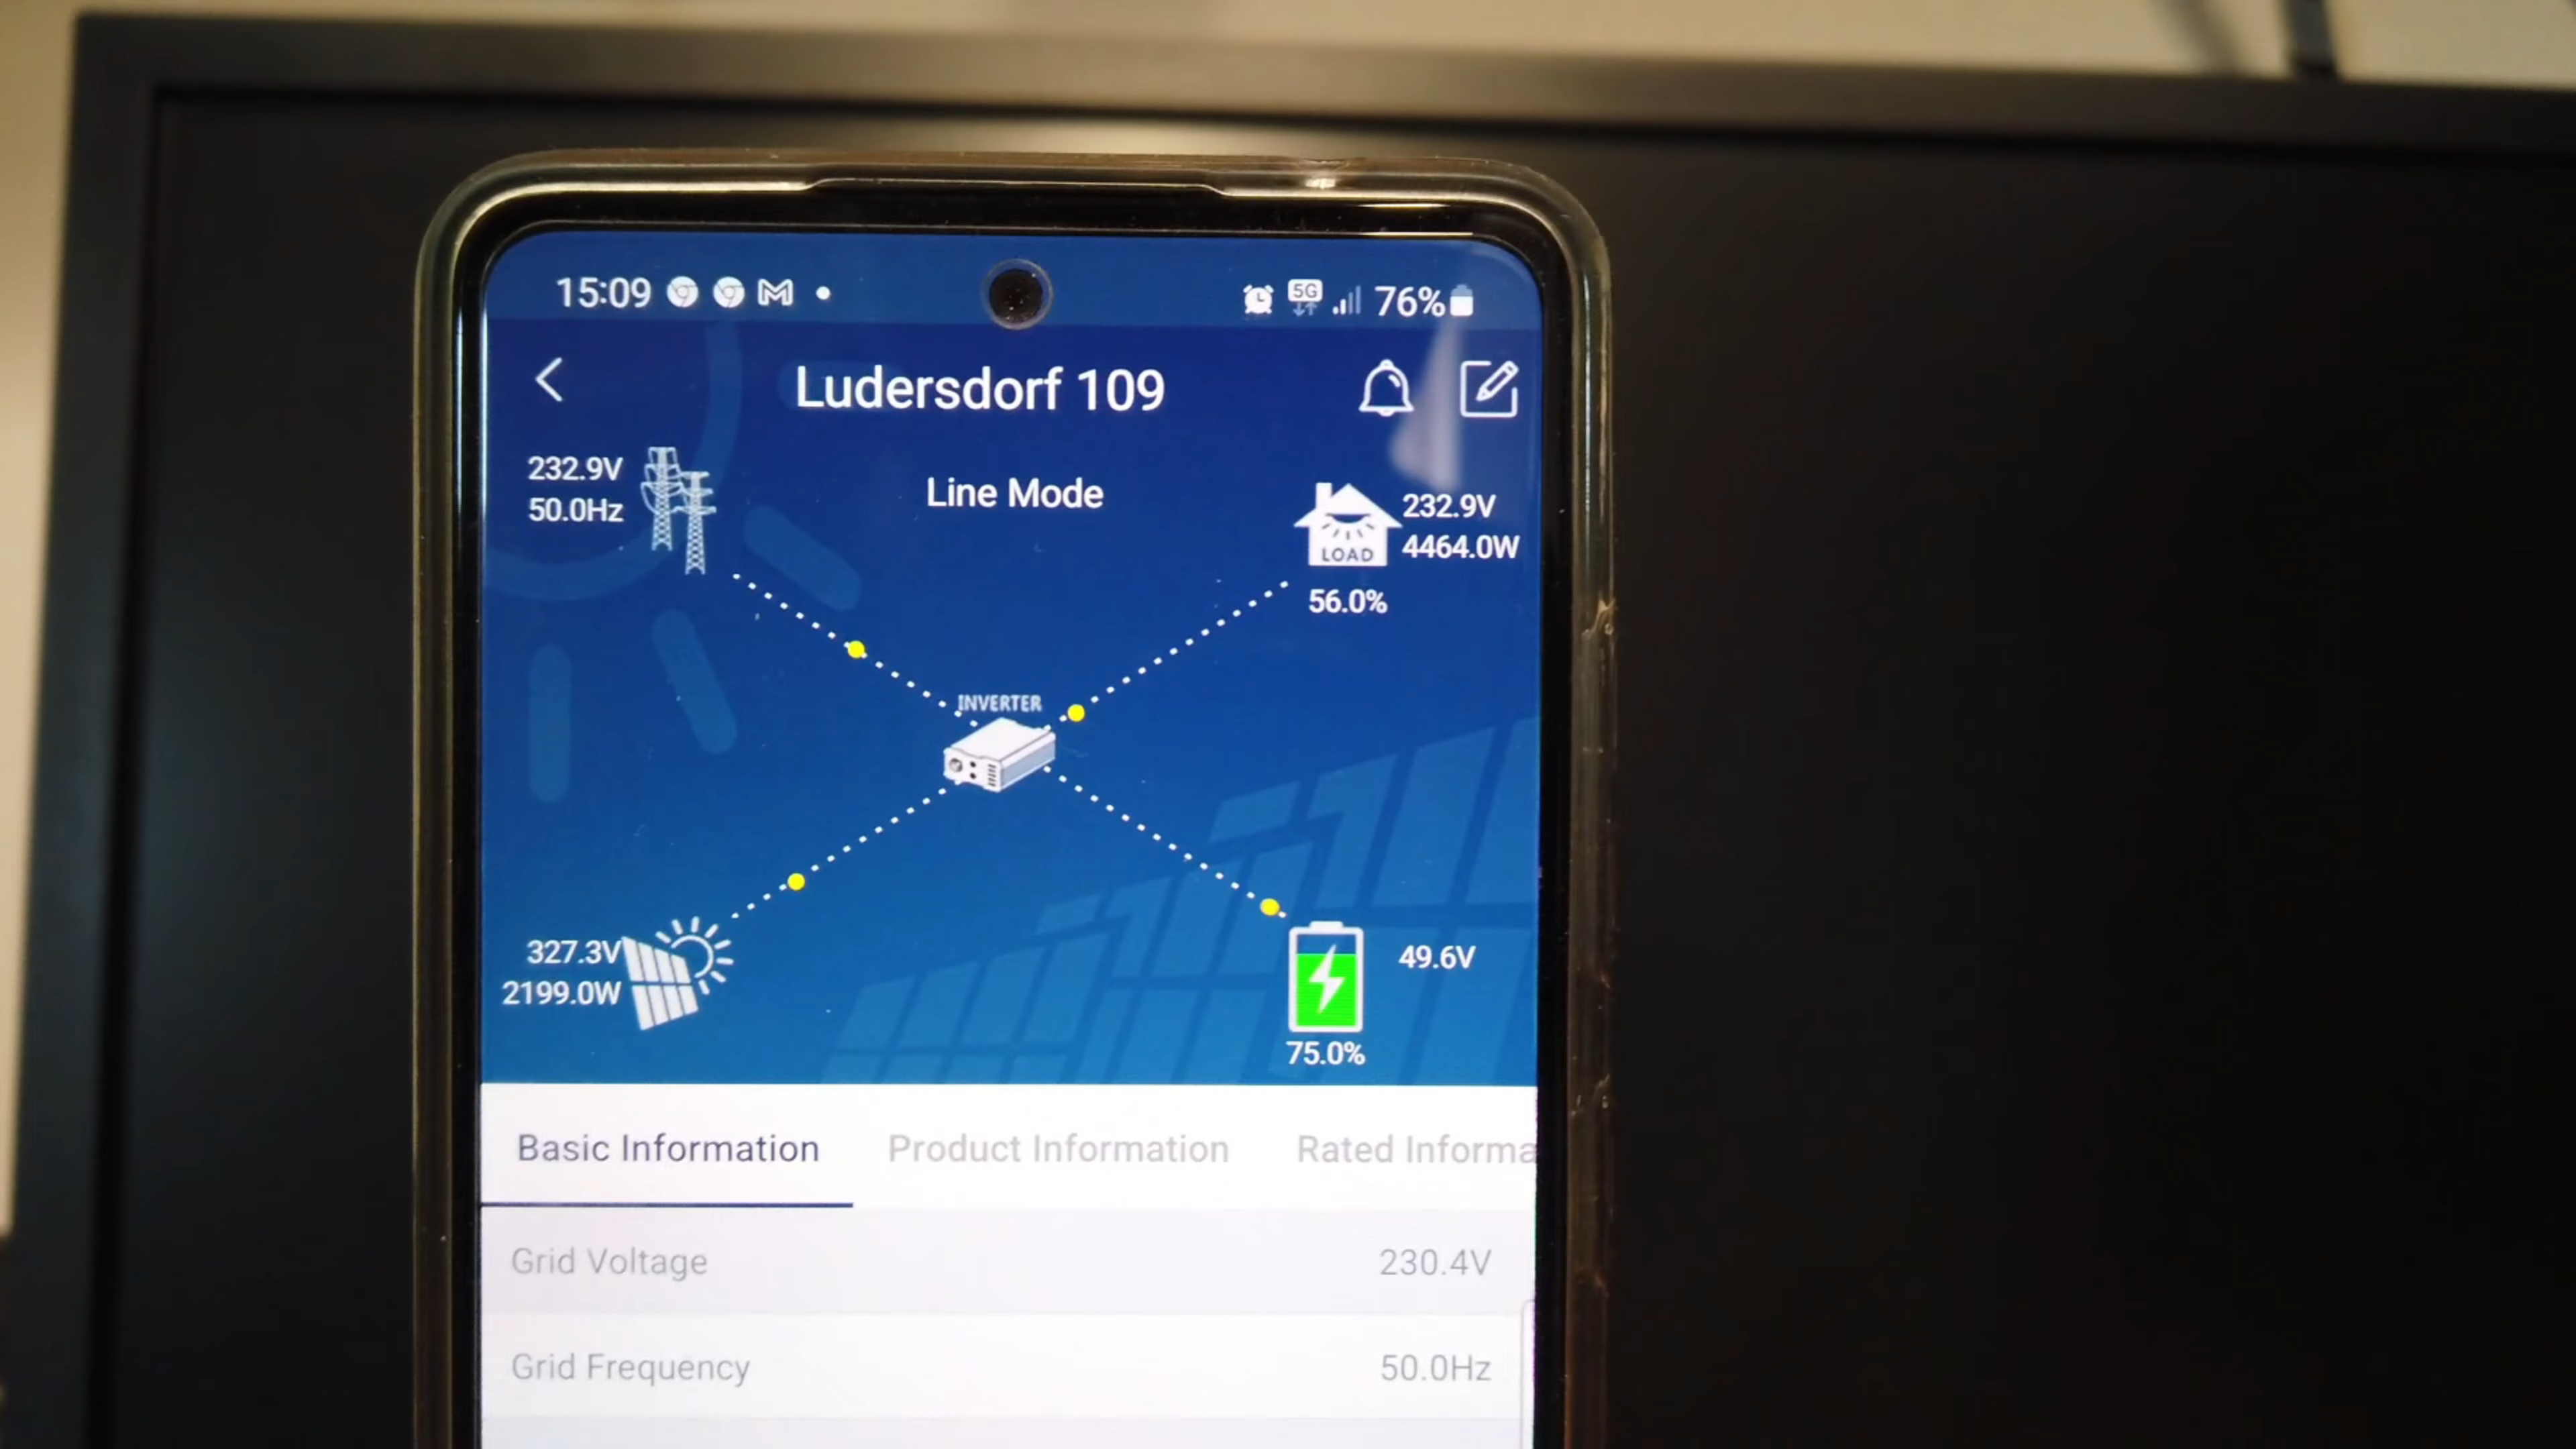 15:09
5G
76%
Ludersdorf 109
232.9V
50.0Hz
Line Mode
232.9V
4464.0W
LOAD
56.0%
INVERTER
327.3V
2199.0W
49.6V
75.0%
Basic Information Product Information Rated Informa
Grid Voltage 230.4V
Grid Frequency 50.0Hz